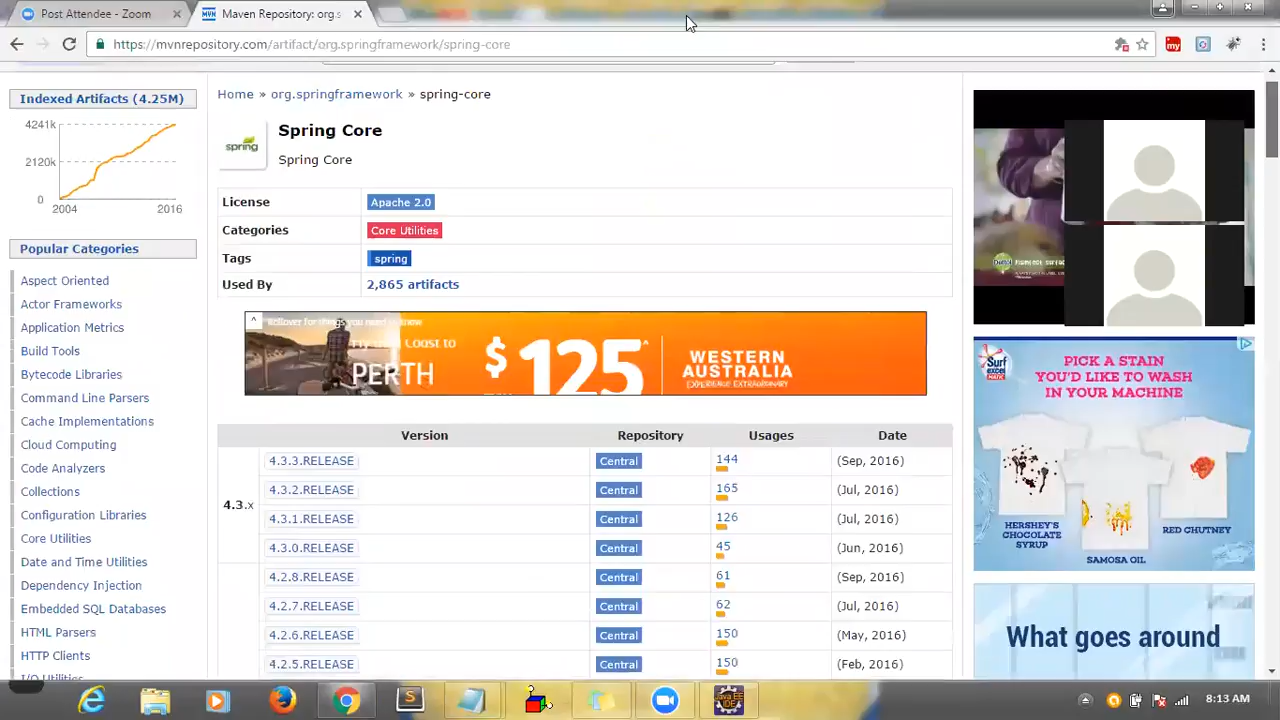 Post Attendee - Zoom
Maven Repository: org.s
https://mvnrepository.com/artifact/org.springframework/spring-core
Indexed Artifacts (4.25M)
4241k
2120k
0
2004
2016
Popular Categories
Aspect Oriented
Actor Frameworks
Application Metrics
Build Tools
Bytecode Libraries
Command Line Parsers
Cache Implementations
Cloud Computing
Code Analyzers
Collections
Configuration Libraries
Core Utilities
Date and Time Utilities
Dependency Injection
Embedded SQL Databases
HTML Parsers
HTTP Clients
I/O Utilities
Home » org.springframework » spring-core
spring
Spring Core
Spring Core
License Apache 2.0
Categories Core Utilities
Tags spring
Used By 2,865 artifacts
Rollover for things you need to know
PERTH
$125^
WESTERN
AUSTRALIA
EXPERIENCE EXTRAORDINARY
Version Repository Usages Date
4.3.x
4.3.3.RELEASE Central 144 (Sep, 2016)
4.3.2.RELEASE Central 165 (Jul, 2016)
4.3.1.RELEASE Central 126 (Jul, 2016)
4.3.0.RELEASE Central 45 (Jun, 2016)
4.2.8.RELEASE Central 61 (Sep, 2016)
4.2.7.RELEASE Central 62 (Jul, 2016)
4.2.6.RELEASE Central 150 (May, 2016)
4.2.5.RELEASE Central 150 (Feb, 2016)
Dettol
Surf
PICK A STAIN
YOU'D LIKE TO WASH
IN YOUR MACHINE
HERSHEY'S
CHOCOLATE
SYRUP
SAMOSA OIL
RED CHUTNEY
What goes around
my
Java EE
IDE
8:13 AM